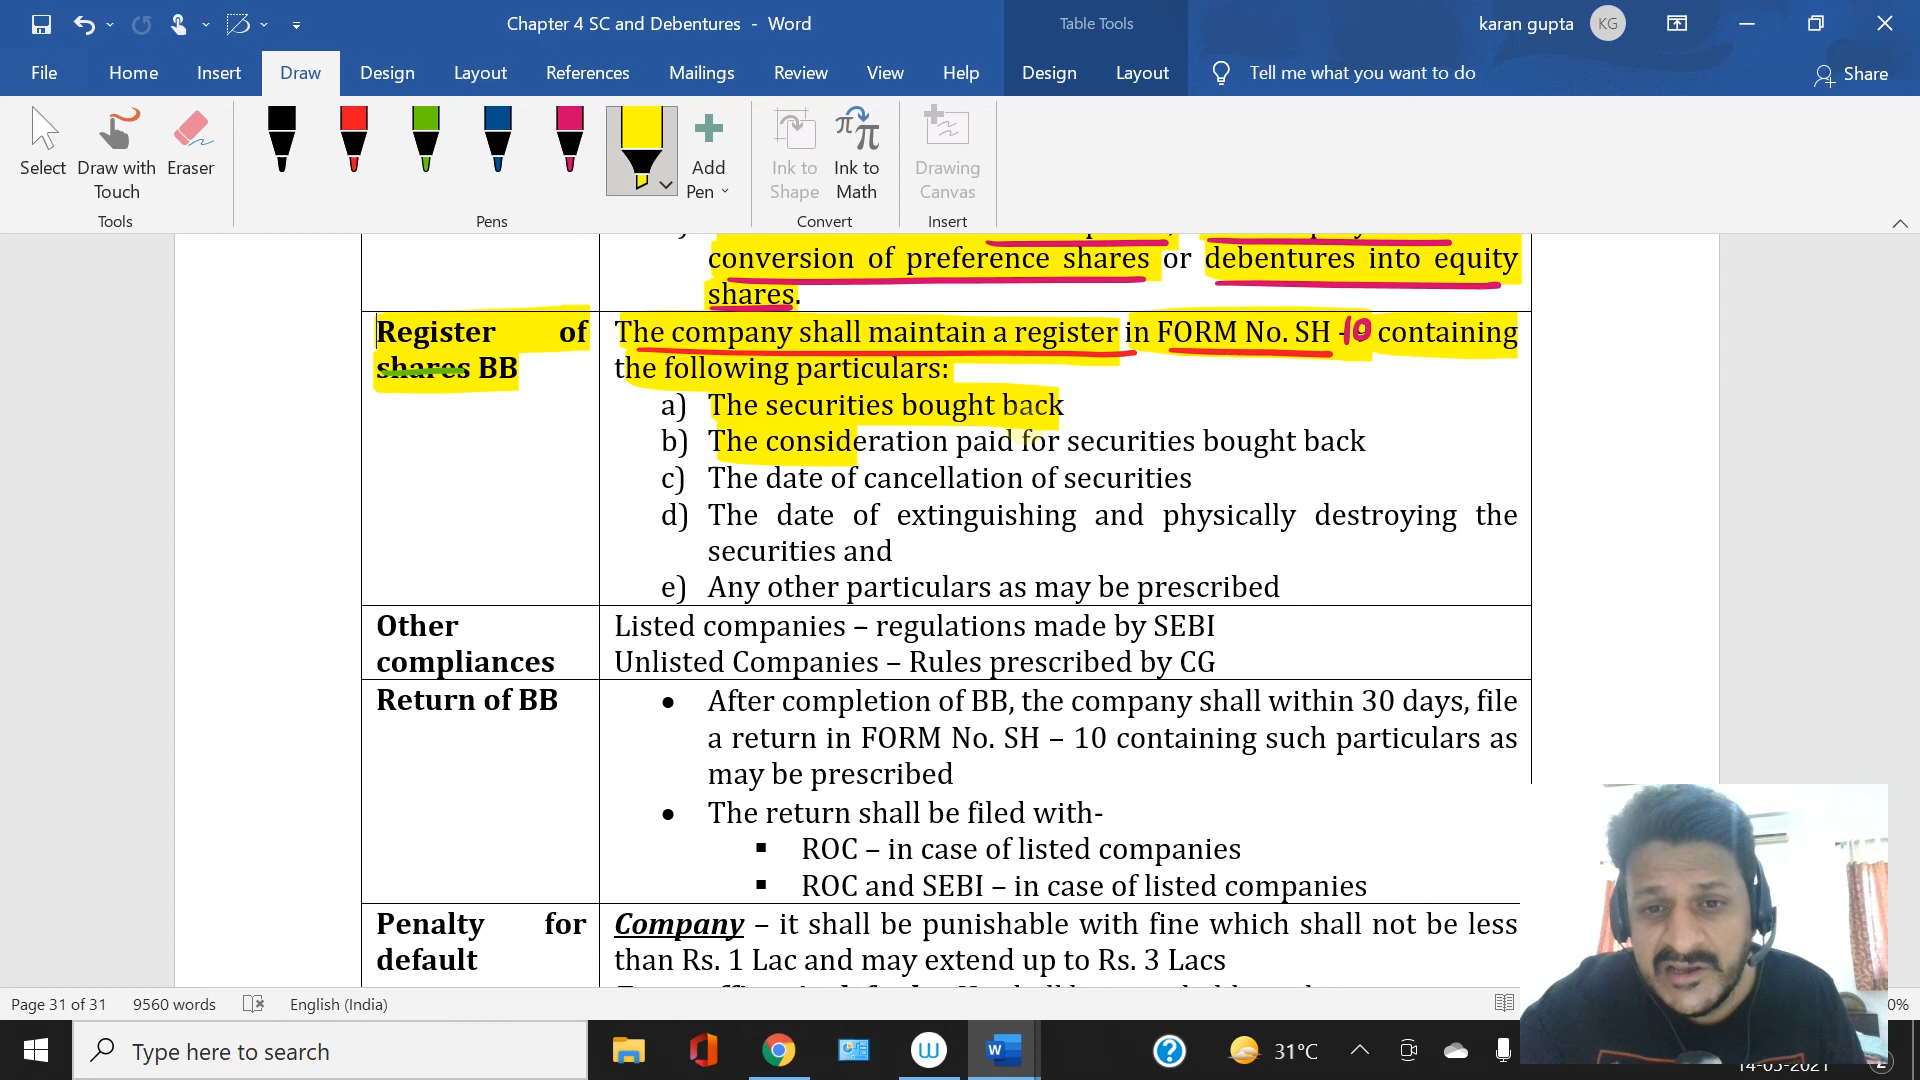 Chapter 4 SC and Debentures - Word
Table Tools
karan gupta KG
File Home Insert Draw Design Layout References Mailings Review View Help Design Layout Tell me what you want to do Share
Select Draw with Touch Eraser Add Pen Ink to Shape Ink to Math Drawing Canvas
Tools Pens Convert Insert
conversion of preference shares or debentures into equity
shares.
Register of shares BB
The company shall maintain a register in FORM No. SH - 10 containing
the following particulars:
a) The securities bought back
b) The consideration paid for securities bought back
c) The date of cancellation of securities
d) The date of extinguishing and physically destroying the
securities and
e) Any other particulars as may be prescribed
Other compliances
Listed companies – regulations made by SEBI
Unlisted Companies – Rules prescribed by CG
Return of BB
• After completion of BB, the company shall within 30 days, file
a return in FORM No. SH – 10 containing such particulars as
may be prescribed
• The return shall be filed with-
▪ ROC – in case of listed companies
▪ ROC and SEBI – in case of listed companies
Penalty for default
Company – it shall be punishable with fine which shall not be less
than Rs. 1 Lac and may extend up to Rs. 3 Lacs
Page 31 of 31 9560 words English (India) 0%
Type here to search
31°C